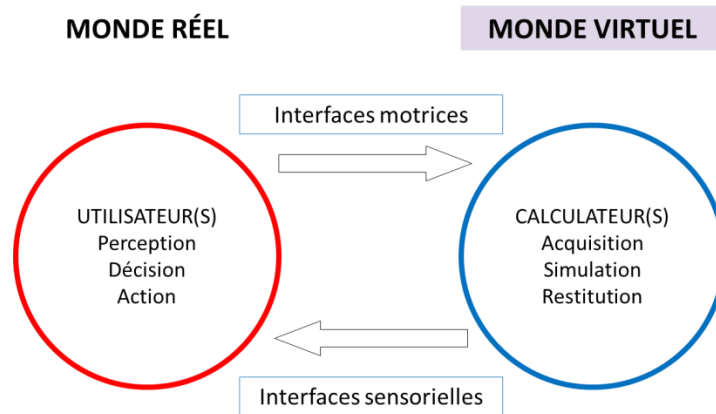 MONDE RÉEL
MONDE VIRTUEL
Interfaces motrices
UTILISATEUR(S)
Perception
Décision
Action
CALCULATEUR(S)
Acquisition
Simulation
Restitution
Interfaces sensorielles